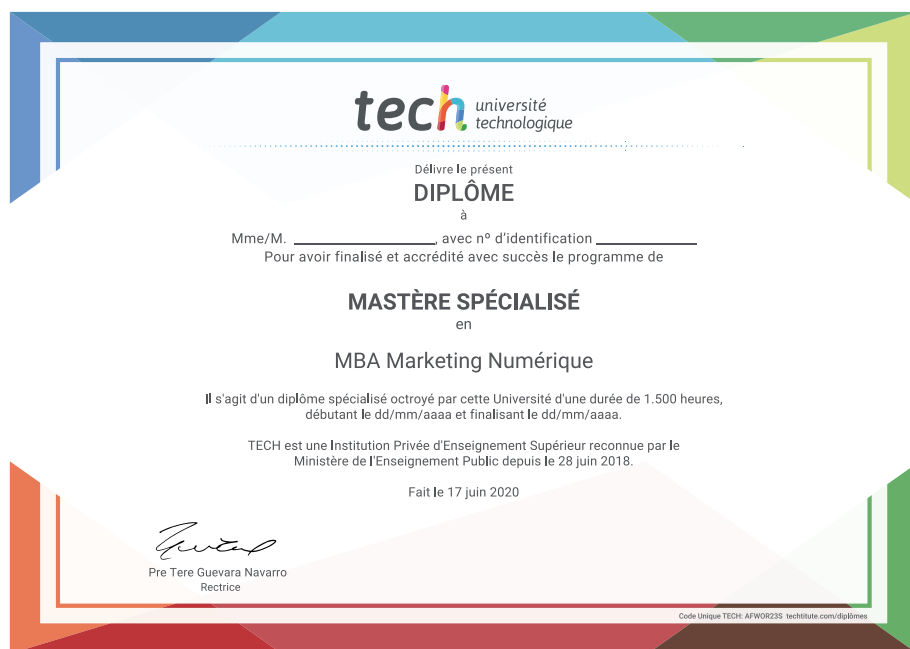 tech université
technologique
Délivre le présent
DIPLÔME
à
Mme/M. ____________, avec nº d'identification ____________
Pour avoir finalisé et accrédité avec succès le programme de
MASTÈRE SPÉCIALISÉ
en
MBA Marketing Numérique
Il s'agit d'un diplôme spécialisé octroyé par cette Université d'une durée de 1.500 heures,
débutant le dd/mm/aaaa et finalisant le dd/mm/aaaa.
TECH est une Institution Privée d'Enseignement Supérieur reconnue par le
Ministère de l'Enseignement Public depuis le 28 juin 2018.
Fait le 17 juin 2020
Pre Tere Guevara Navarro
Rectrice
Code Unique TECH: AFWOR23S techtitute.com/diplômes